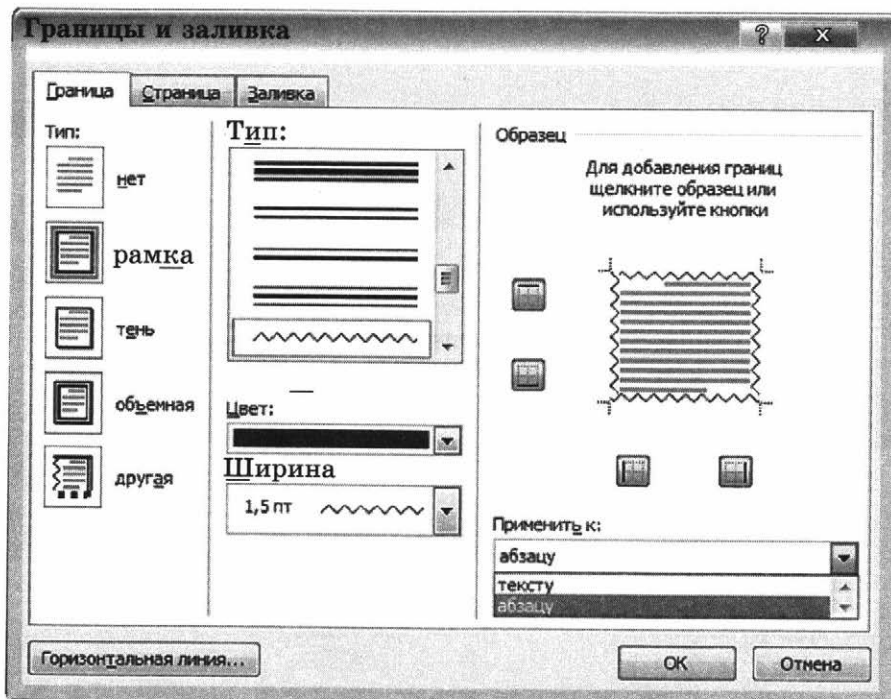 Границы и заливка
? X
Граница Страница Заливка
Тип:
нет
рамка
тень
объемная
другая
Тип:
Цвет:
Ширина
1,5 пт
Образец
Для добавления границ
щелкните образец или
используйте кнопки
Применить к:
абзацу
тексту
абзацу
Горизонтальная линия...
ОК
Отмена